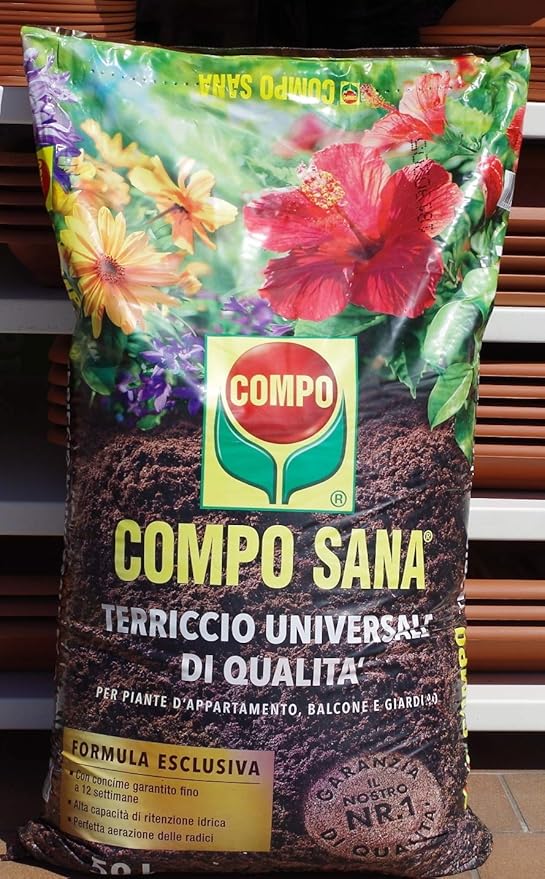 COMPO SANA
COMPO
®
COMPO SANA®
TERRICCIO UNIVERSALE
DI QUALITA'
PER PIANTE D'APPARTAMENTO, BALCONE E GIARDINO
FORMULA ESCLUSIVA
• Con concime garantito fino
a 12 settimane
• Alta capacità di ritenzione idrica
• Perfetta aerazione delle radici
GARANZIA
IL
NOSTRO
NR.1
DI QUALITA'
50 L
COMPO